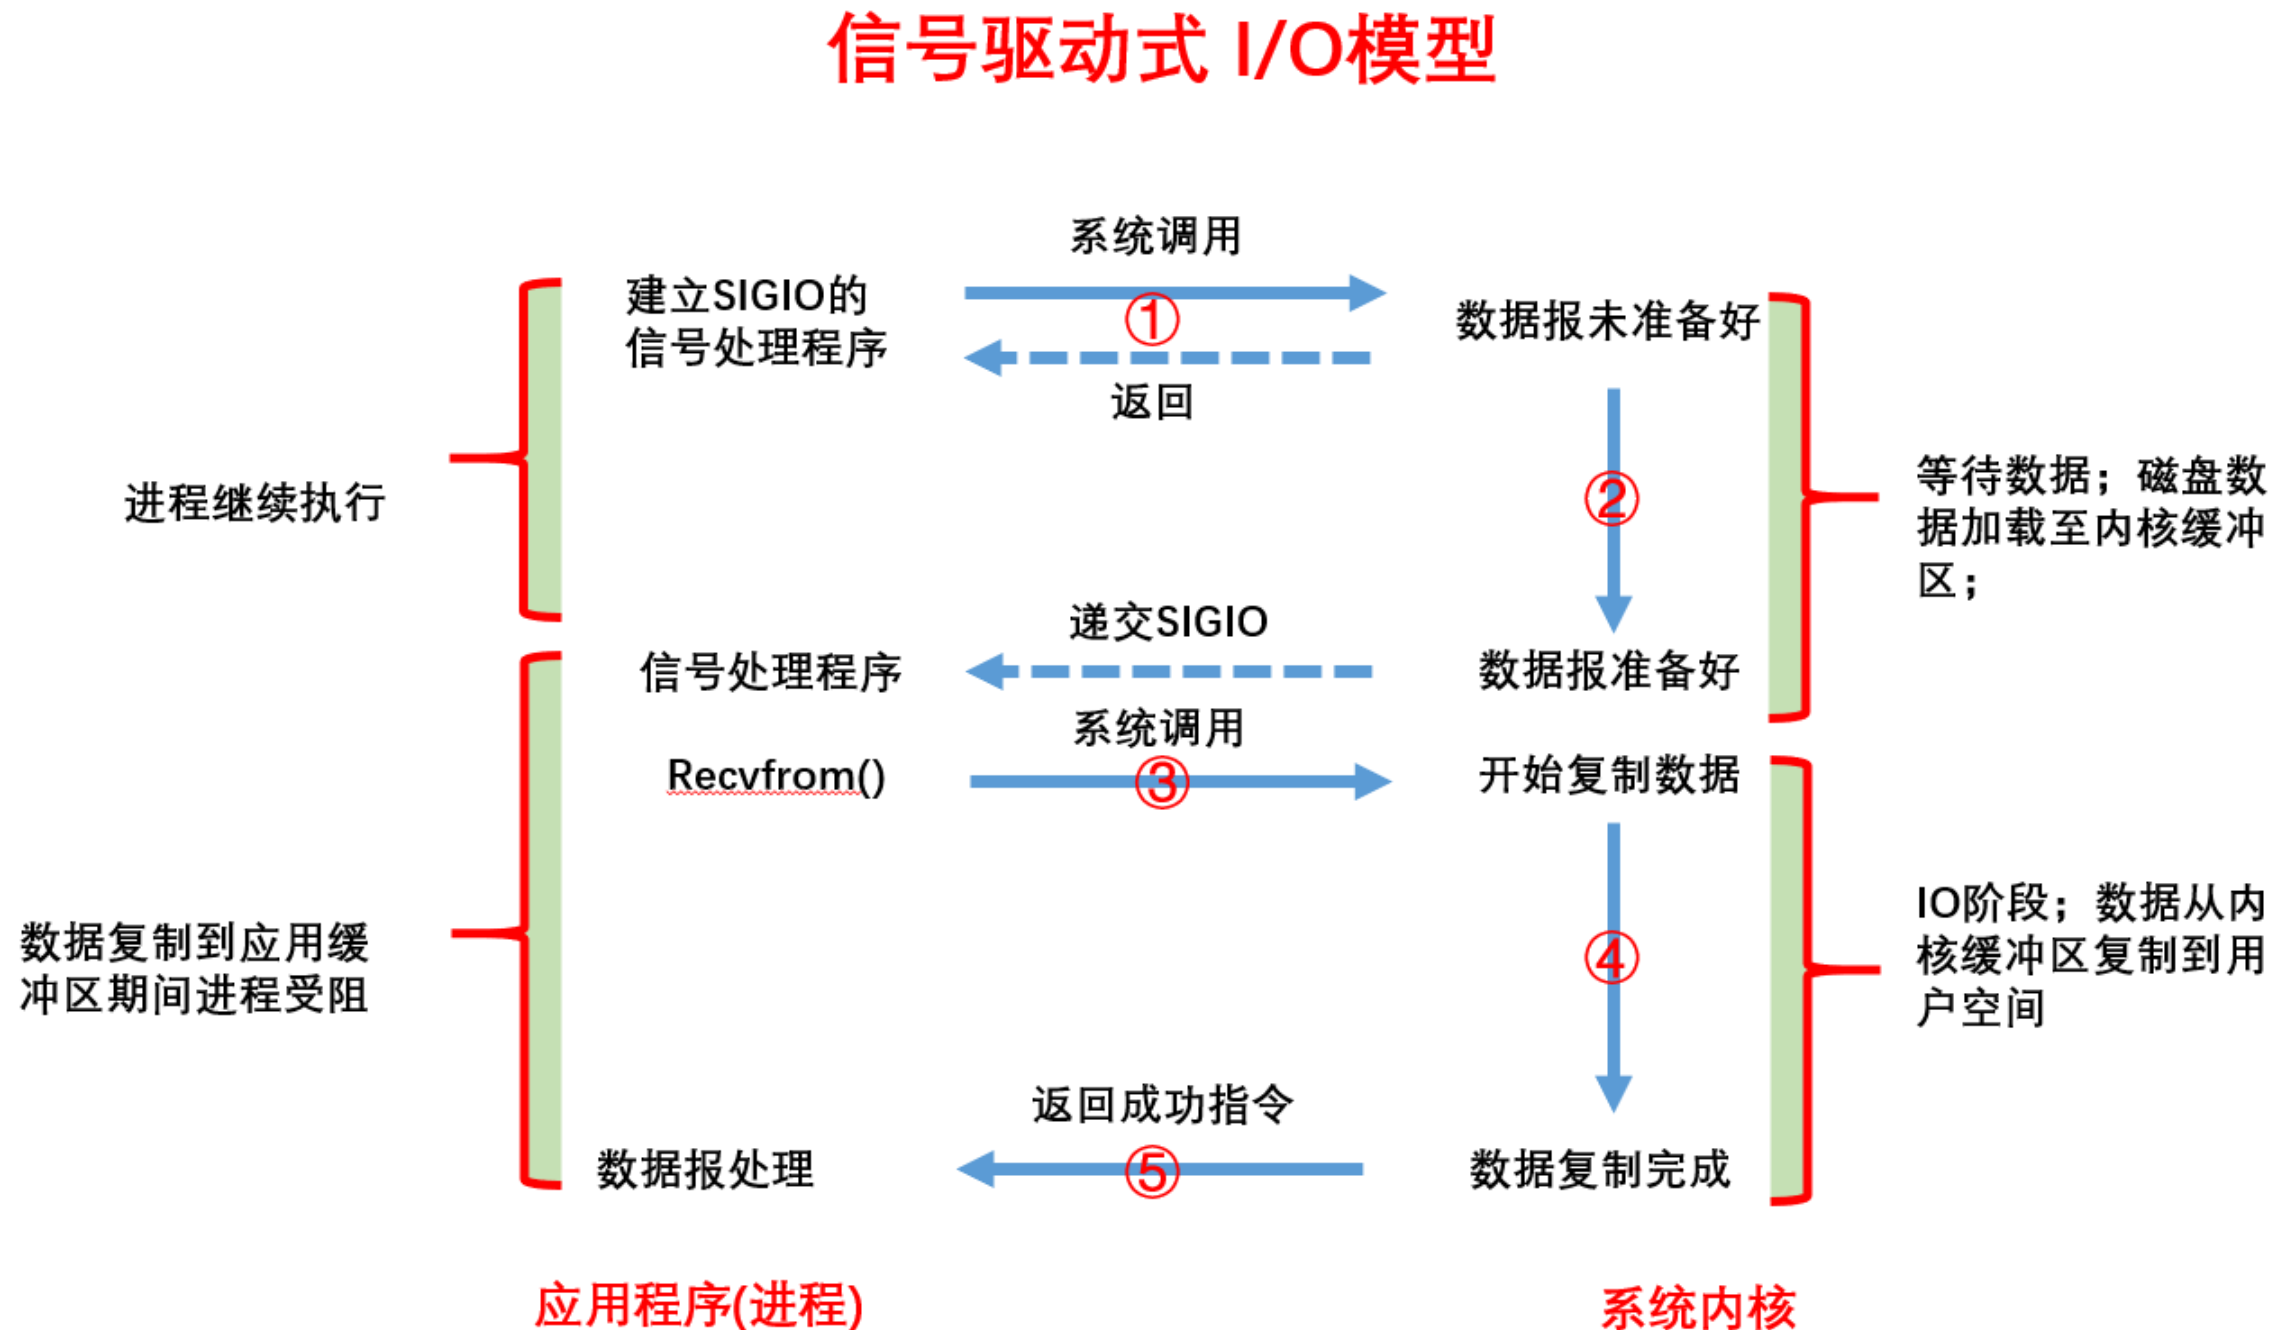 信号驱动式 I/O模型
系统调用
建立SIGIO的
信号处理程序
①
数据报未准备好
返回
进程继续执行
②
等待数据；磁盘数
据加载至内核缓冲
区；
递交SIGIO
信号处理程序
数据报准备好
系统调用
Recvfrom()
③
开始复制数据
数据复制到应用缓
冲区期间进程受阻
④
IO阶段；数据从内
核缓冲区复制到用
户空间
返回成功指令
数据报处理
⑤
数据复制完成
应用程序(进程)
系统内核